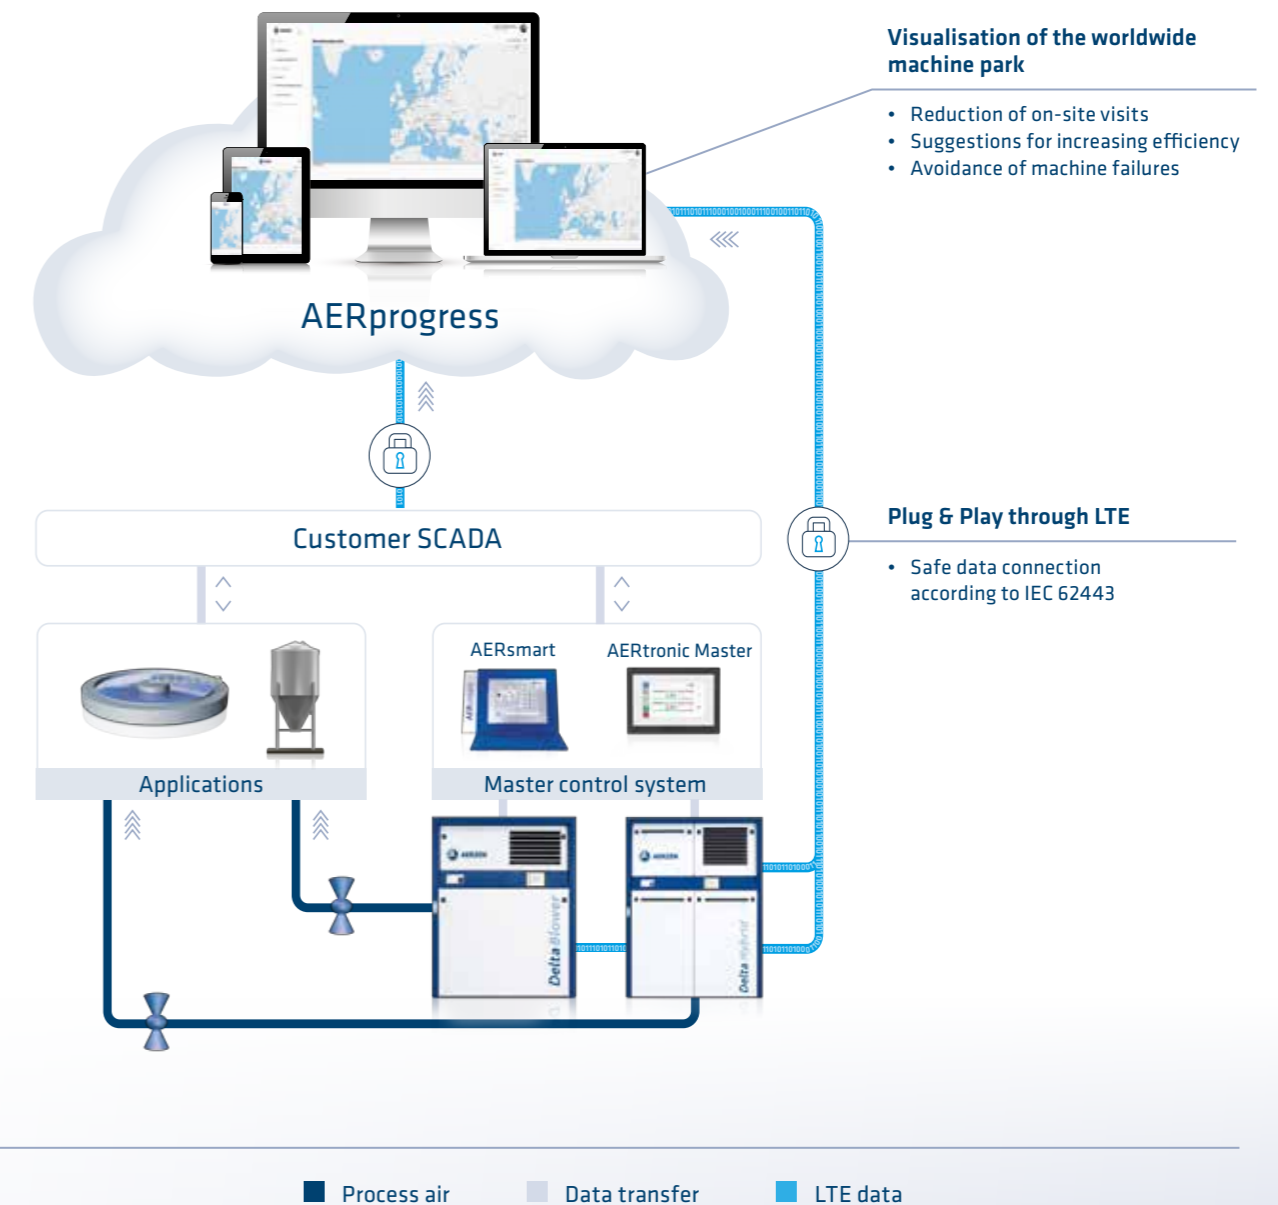 Visualisation of the worldwide
machine park
• Reduction of on-site visits
• Suggestions for increasing efficiency
• Avoidance of machine failures
AERprogress
Customer SCADA
Plug & Play through LTE
• Safe data connection
according to IEC 62443
AERsmart
AERtronic Master
Applications
Master control system
AERZEN
AERZEN
Delta Blower
Delta Hybrid
Process air
Data transfer
LTE data